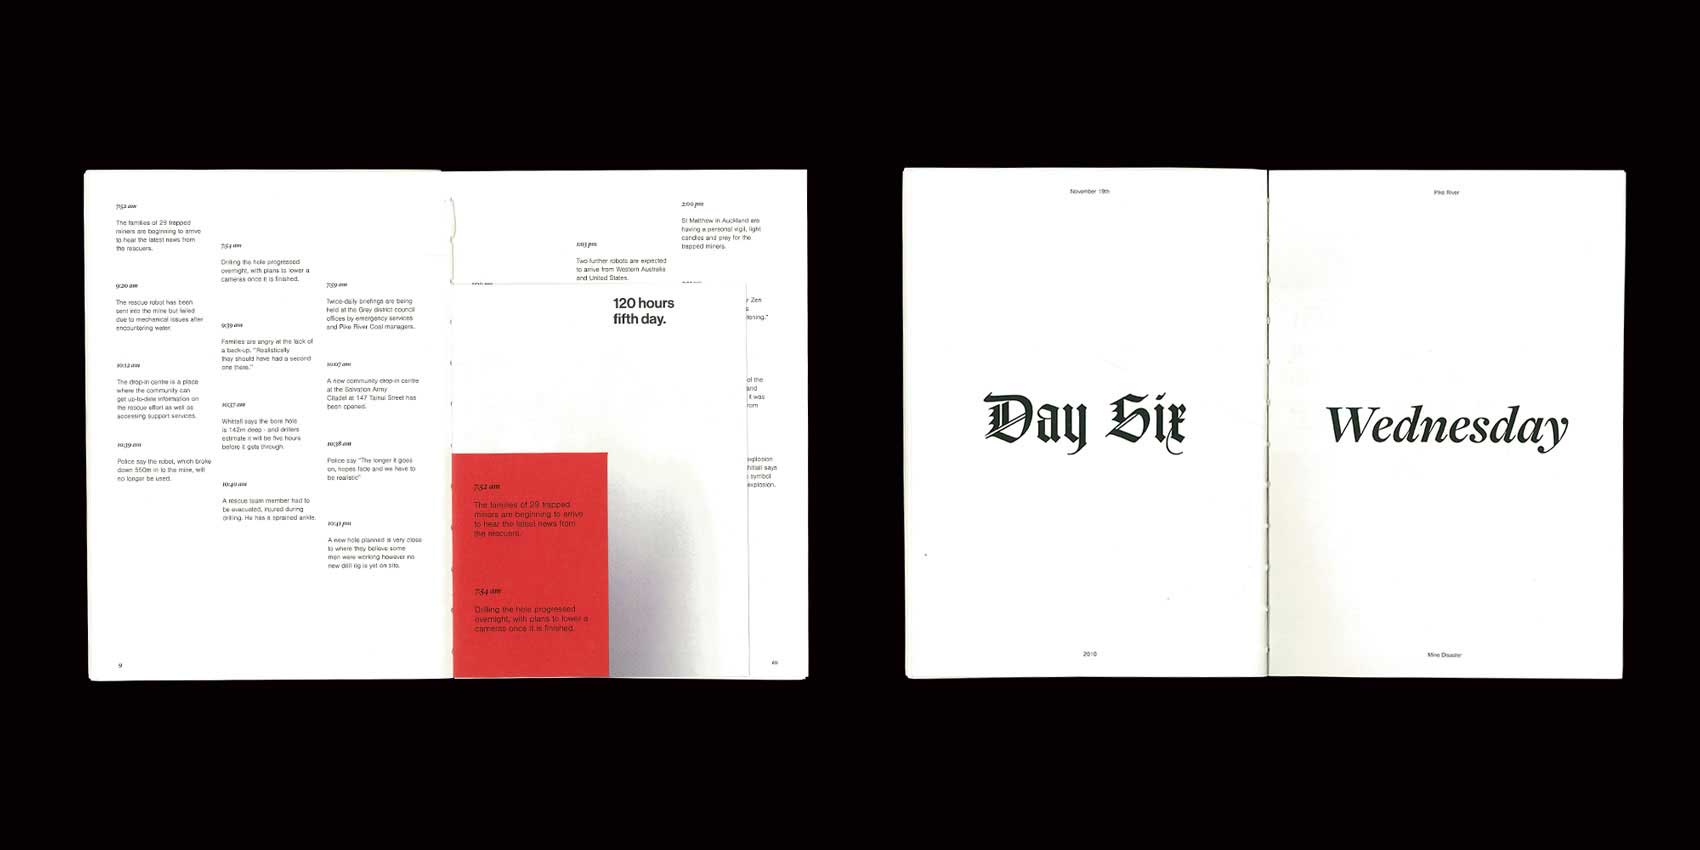 7:52 am
The families of 29 trapped
miners are beginning to arrive
to hear the latest news from
the rescuers.
9:20 am
The rescue robot has been
sent into the mine but failed
due to mechanical issues after
encountering water.
10:12 am
The drop-in centre is a place
where the community can
get up-to-date information on
the rescue effort as well as
accessing support services.
10:39 am
Police say the robot, which broke
down 550m in to the mine, will
no longer be used.
9
7:54 am
Drilling the hole progressed
overnight, with plans to lower a
cameras once it is finished.
9:39 am
Families are angry at the lack of
a back-up. "Realistically
they should have had a second
one there."
10:37 am
Whittall says the bore hole
is 142m deep - and drillers
estimate it will be five hours
before it gets through.
10:40 am
A rescue team member had to
be evacuated, injured during
drilling. He has a sprained ankle.
7:59 am
Twice-daily briefings are being
held at the Grey district council
offices by emergency services
and Pike River Coal managers.
10:07 am
A new community drop-in centre
at the Salvation Army
Citadel at 147 Tainui Street has
been opened.
10:38 am
Police say "The longer it goes
on, hopes fade and we have to
be realistic"
10:41 pm
A new hole planned is very close
to where they believe some
men were working however no
new drill rig is yet on site.
1:03 pm
Two further robots are expected
to arrive from Western Australia
and United States.
2:00 pm
St Matthew in Auckland are
having a personal vigil, light
candles and pray for the
trapped miners.
Zen
of the
and
it was
explosion
says
symbol
explosion.
120 hours
fifth day.
7:52 am
The families of 29 trapped
miners are beginning to arrive
to hear the latest news from
the rescuers.
7:54 am
Drilling the hole progressed
overnight, with plans to lower a
cameras once it is finished.
November 19th
Day Six
2010
Pike River
Wednesday
Mine Disaster